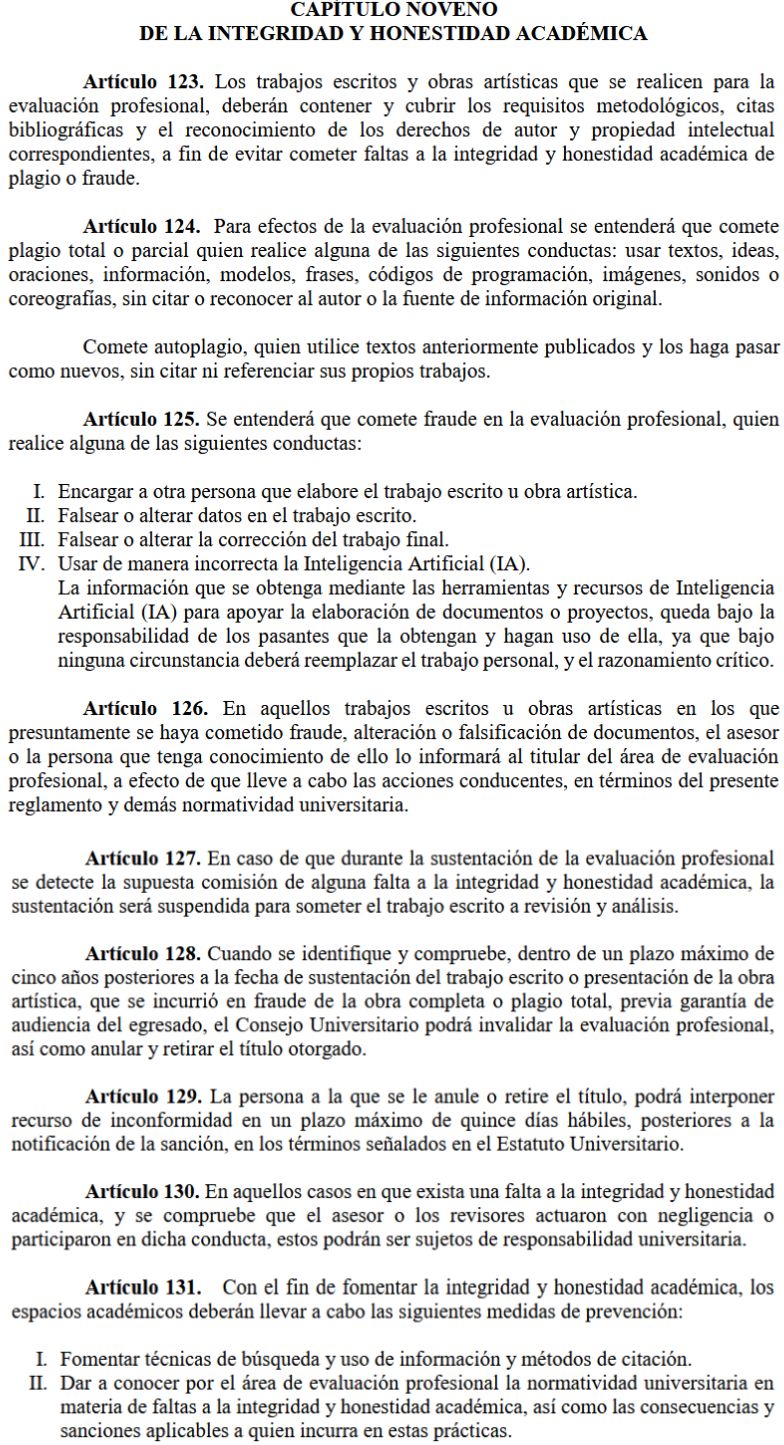 CAPÍTULO NOVENO
DE LA INTEGRIDAD Y HONESTIDAD ACADÉMICA
Artículo 123. Los trabajos escritos y obras artísticas que se realicen para la
evaluación profesional, deberán contener y cubrir los requisitos metodológicos, citas
bibliográficas y el reconocimiento de los derechos de autor y propiedad intelectual
correspondientes, a fin de evitar cometer faltas a la integridad y honestidad académica de
plagio o fraude.
Artículo 124. Para efectos de la evaluación profesional se entenderá que comete
plagio total o parcial quien realice alguna de las siguientes conductas: usar textos, ideas,
oraciones, información, modelos, frases, códigos de programación, imágenes, sonidos o
coreografías, sin citar o reconocer al autor o la fuente de información original.
Comete autoplagio, quien utilice textos anteriormente publicados y los haga pasar
como nuevos, sin citar ni referenciar sus propios trabajos.
Artículo 125. Se entenderá que comete fraude en la evaluación profesional, quien
realice alguna de las siguientes conductas:
I. Encargar a otra persona que elabore el trabajo escrito u obra artística.
II. Falsear o alterar datos en el trabajo escrito.
III. Falsear o alterar la corrección del trabajo final.
IV. Usar de manera incorrecta la Inteligencia Artificial (IA).
La información que se obtenga mediante las herramientas y recursos de Inteligencia
Artificial (IA) para apoyar la elaboración de documentos o proyectos, queda bajo la
responsabilidad de los pasantes que la obtengan y hagan uso de ella, ya que bajo
ninguna circunstancia deberá reemplazar el trabajo personal, y el razonamiento crítico.
Artículo 126. En aquellos trabajos escritos u obras artísticas en los que
presuntamente se haya cometido fraude, alteración o falsificación de documentos, el asesor
o la persona que tenga conocimiento de ello lo informará al titular del área de evaluación
profesional, a efecto de que lleve a cabo las acciones conducentes, en términos del presente
reglamento y demás normatividad universitaria.
Artículo 127. En caso de que durante la sustentación de la evaluación profesional
se detecte la supuesta comisión de alguna falta a la integridad y honestidad académica, la
sustentación será suspendida para someter el trabajo escrito a revisión y análisis.
Artículo 128. Cuando se identifique y compruebe, dentro de un plazo máximo de
cinco años posteriores a la fecha de sustentación del trabajo escrito o presentación de la obra
artística, que se incurrió en fraude de la obra completa o plagio total, previa garantía de
audiencia del egresado, el Consejo Universitario podrá invalidar la evaluación profesional,
así como anular y retirar el título otorgado.
Artículo 129. La persona a la que se le anule o retire el título, podrá interponer
recurso de inconformidad en un plazo máximo de quince días hábiles, posteriores a la
notificación de la sanción, en los términos señalados en el Estatuto Universitario.
Artículo 130. En aquellos casos en que exista una falta a la integridad y honestidad
académica, y se compruebe que el asesor o los revisores actuaron con negligencia o
participaron en dicha conducta, estos podrán ser sujetos de responsabilidad universitaria.
Artículo 131. Con el fin de fomentar la integridad y honestidad académica, los
espacios académicos deberán llevar a cabo las siguientes medidas de prevención:
I. Fomentar técnicas de búsqueda y uso de información y métodos de citación.
II. Dar a conocer por el área de evaluación profesional la normatividad universitaria en
materia de faltas a la integridad y honestidad académica, así como las consecuencias y
sanciones aplicables a quien incurra en estas prácticas.